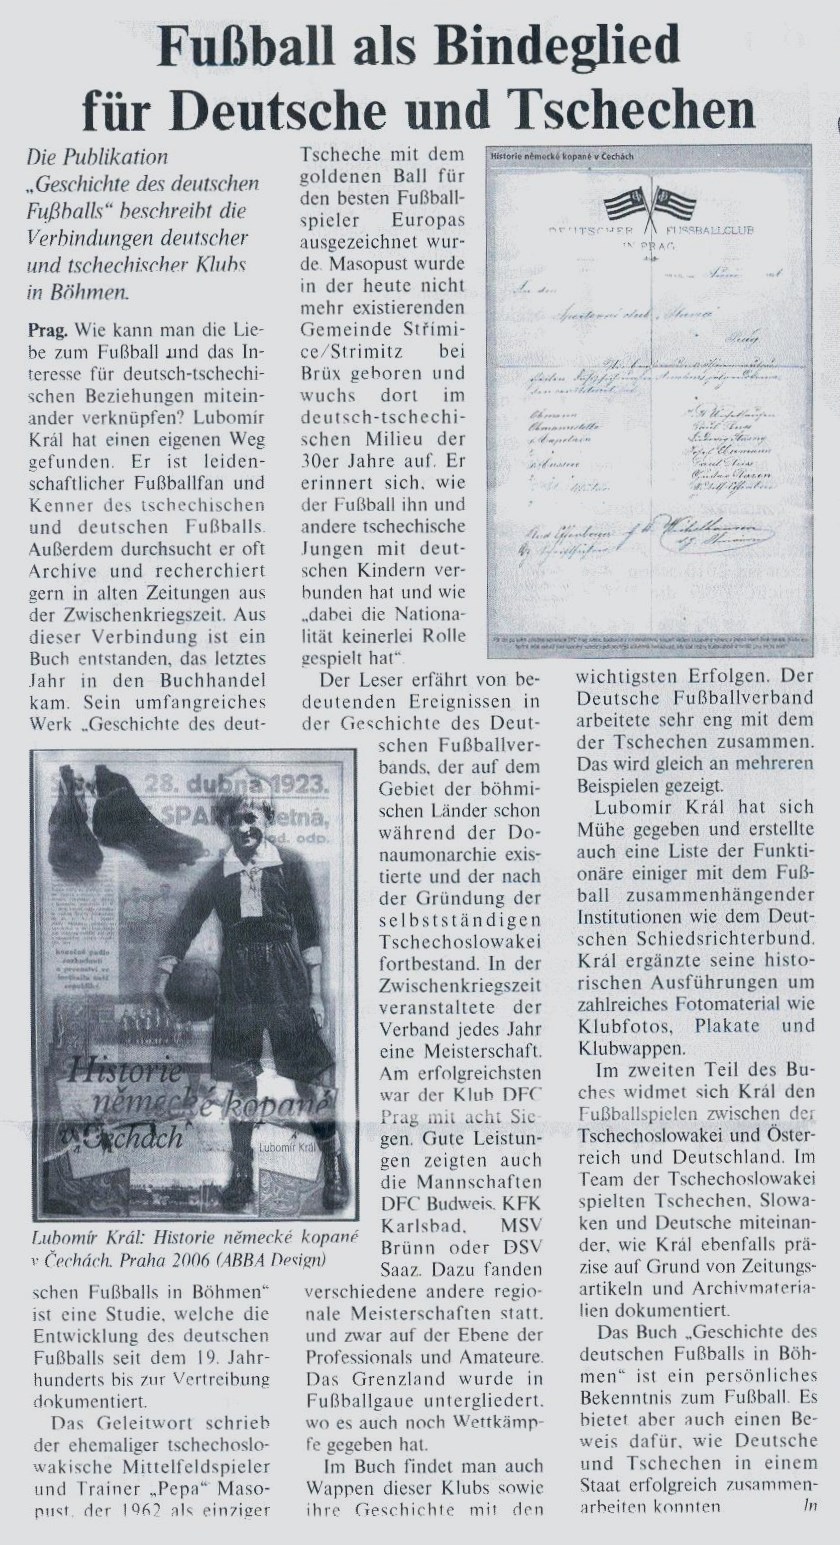 Fußball als Bindeglied
für Deutsche und Tschechen
Die Publikation
„Geschichte des deutschen
Fußballs“ beschreibt die
Verbindungen deutscher
und tschechischer Klubs
in Böhmen.
Prag. Wie kann man die Lie-
be zum Fußball und das In-
teresse für deutsch-tschechi-
schen Beziehungen mitein-
ander verknüpfen? Lubomír
Král hat einen eigenen Weg
gefunden. Er ist leiden-
schaftlicher Fußballfan und
Kenner des tschechischen
und deutschen Fußballs.
Außerdem durchsucht er oft
Archive und recherchiert
gern in alten Zeitungen aus
der Zwischenkriegszeit. Aus
dieser Verbindung ist ein
Buch entstanden, das letztes
Jahr in den Buchhandel
kam. Sein umfangreiches
Werk „Geschichte des deut-
28. dubna 1923.
SPA
etná,
od. odp.
Historie
německé kopané
v Čechách
Lubomír Král
Lubomír Král: Historie německé kopané
v Čechách. Praha 2006 (ABBA Design)
schen Fußballs in Böhmen“
ist eine Studie, welche die
Entwicklung des deutschen
Fußballs seit dem 19. Jahr-
hunderts bis zur Vertreibung
dokumentiert.
Das Geleitwort schrieb
der ehemaliger tschechoslo-
wakische Mittelfeldspieler
und Trainer „Pepa“ Maso-
pust, der 1962 als einziger
Tscheche mit dem
goldenen Ball für
den besten Fußball-
spieler Europas
ausgezeichnet wur-
de. Masopust wurde
in der heute nicht
mehr existierenden
Gemeinde Střimi-
ce/Strimitz bei
Brüx geboren und
wuchs dort im
deutsch-tschechi-
schen Milieu der
30er Jahre auf. Er
erinnert sich, wie
der Fußball ihn und
andere tschechische
Jungen mit deut-
schen Kindern ver-
bunden hat und wie
„dabei die Nationa-
lität keinerlei Rolle
gespielt hat“.
Der Leser erfährt von be-
deutenden Ereignissen in
der Geschichte des Deut-
schen Fußballver-
bands, der auf dem
Gebiet der böhmi-
schen Länder schon
während der Do-
naumonarchie exis-
tierte und der nach
der Gründung der
selbstständigen
Tschechoslowakei
fortbestand. In der
Zwischenkriegszeit
veranstaltete der
Verband jedes Jahr
eine Meisterschaft.
Am erfolgreichsten
war der Klub DFC
Prag mit acht Sie-
gen. Gute Leistun-
gen zeigten auch
die Mannschaften
DFC Budweis, KFK
Karlsbad, MSV
Brünn oder DSV
Saaz. Dazu fanden
verschiedene andere regio-
nale Meisterschaften statt,
und zwar auf der Ebene der
Professionals und Amateure.
Das Grenzland wurde in
Fußballgaue untergliedert,
wo es auch noch Wettkämp-
fe gegeben hat.
Im Buch findet man auch
Wappen dieser Klubs sowie
ihre Geschichte mit den
Historie německé kopané v Čechách
DEUTSCHER FUSSBALLCLUB
IN PRAG
wichtigsten Erfolgen. Der
Deutsche Fußballverband
arbeitete sehr eng mit dem
der Tschechen zusammen.
Das wird gleich an mehreren
Beispielen gezeigt.
Lubomír Král hat sich
Mühe gegeben und erstellte
auch eine Liste der Funkti-
onäre einiger mit dem Fuß-
ball zusammenhängender
Institutionen wie dem Deut-
schen Schiedsrichterbund.
Král ergänzte seine histo-
rischen Ausführungen um
zahlreiches Fotomaterial wie
Klubfotos, Plakate und
Klubwappen.
Im zweiten Teil des Bu-
ches widmet sich Král den
Fußballspielen zwischen der
Tschechoslowakei und Öster-
reich und Deutschland. Im
Team der Tschechoslowakei
spielten Tschechen, Slowa-
ken und Deutsche miteinan-
der, wie Král ebenfalls prä-
zise auf Grund von Zeitungs-
artikeln und Archivmateria-
lien dokumentiert.
Das Buch „Geschichte des
deutschen Fußballs in Böh-
men“ ist ein persönliches
Bekenntnis zum Fußball. Es
bietet aber auch einen Be-
weis dafür, wie Deutsche
und Tschechen in einem
Staat erfolgreich zusammen-
arbeiten konnten. ln